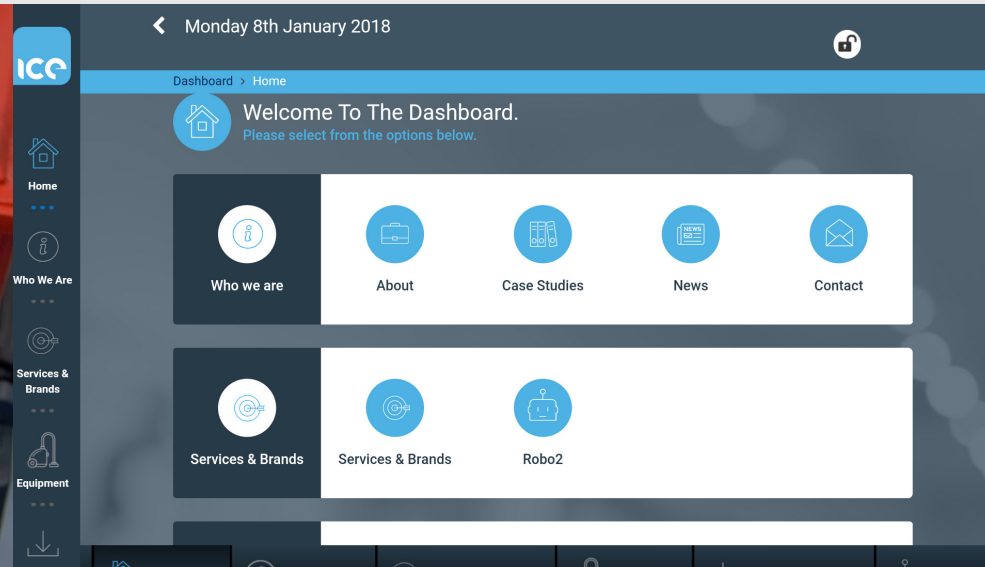 Monday 8th January 2018
ice
Dashboard > Home
Welcome To The Dashboard.
Please select from the options below.
Home
Who We Are
Services &
Brands
Equipment
Who we are
About
Case Studies
NEWS
News
Contact
Services & Brands
Services & Brands
Robo2